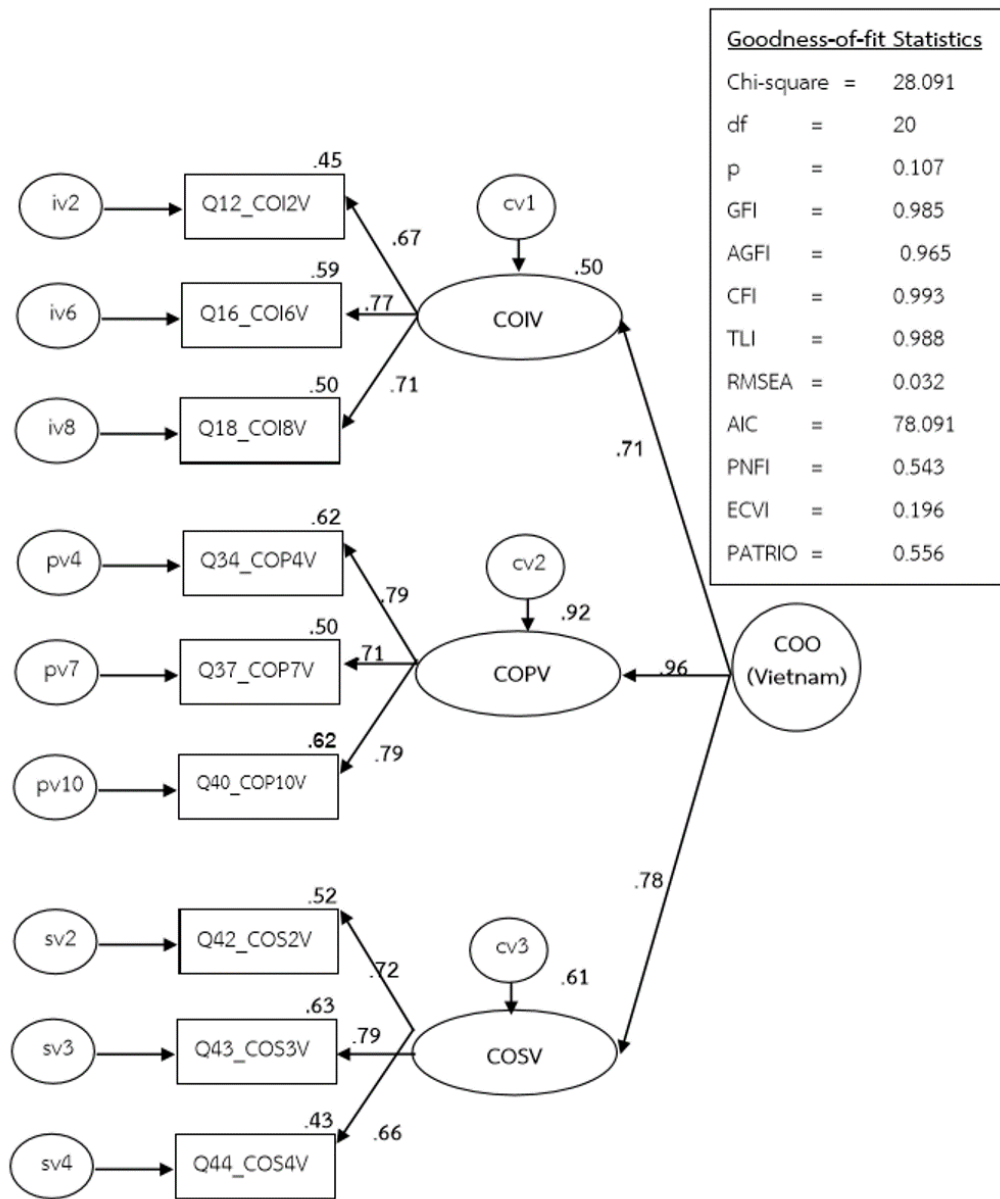 Goodness-of-fit Statistics
Chi-square = 28.091
df = 20
p = 0.107
GFI = 0.985
AGFI = 0.965
CFI = 0.993
TLI = 0.988
RMSEA = 0.032
AIC = 78.091
PNFI = 0.543
ECVI = 0.196
PATRIO = 0.556
.45
iv2
Q12_COI2V
cv1
.67
.50
.59
iv6
Q16_COI6V
.77
COIV
.50
.71
iv8
Q18_COI8V
.71
.62
pv4
Q34_COP4V
cv2
.79
.92
.50
pv7
Q37_COP7V
.71
COPV
.96
COO
(Vietnam)
.62
.79
pv10
Q40_COP10V
.78
.52
sv2
Q42_COS2V
cv3
.72
.61
.63
sv3
Q43_COS3V
.79
COSV
.43
.66
sv4
Q44_COS4V